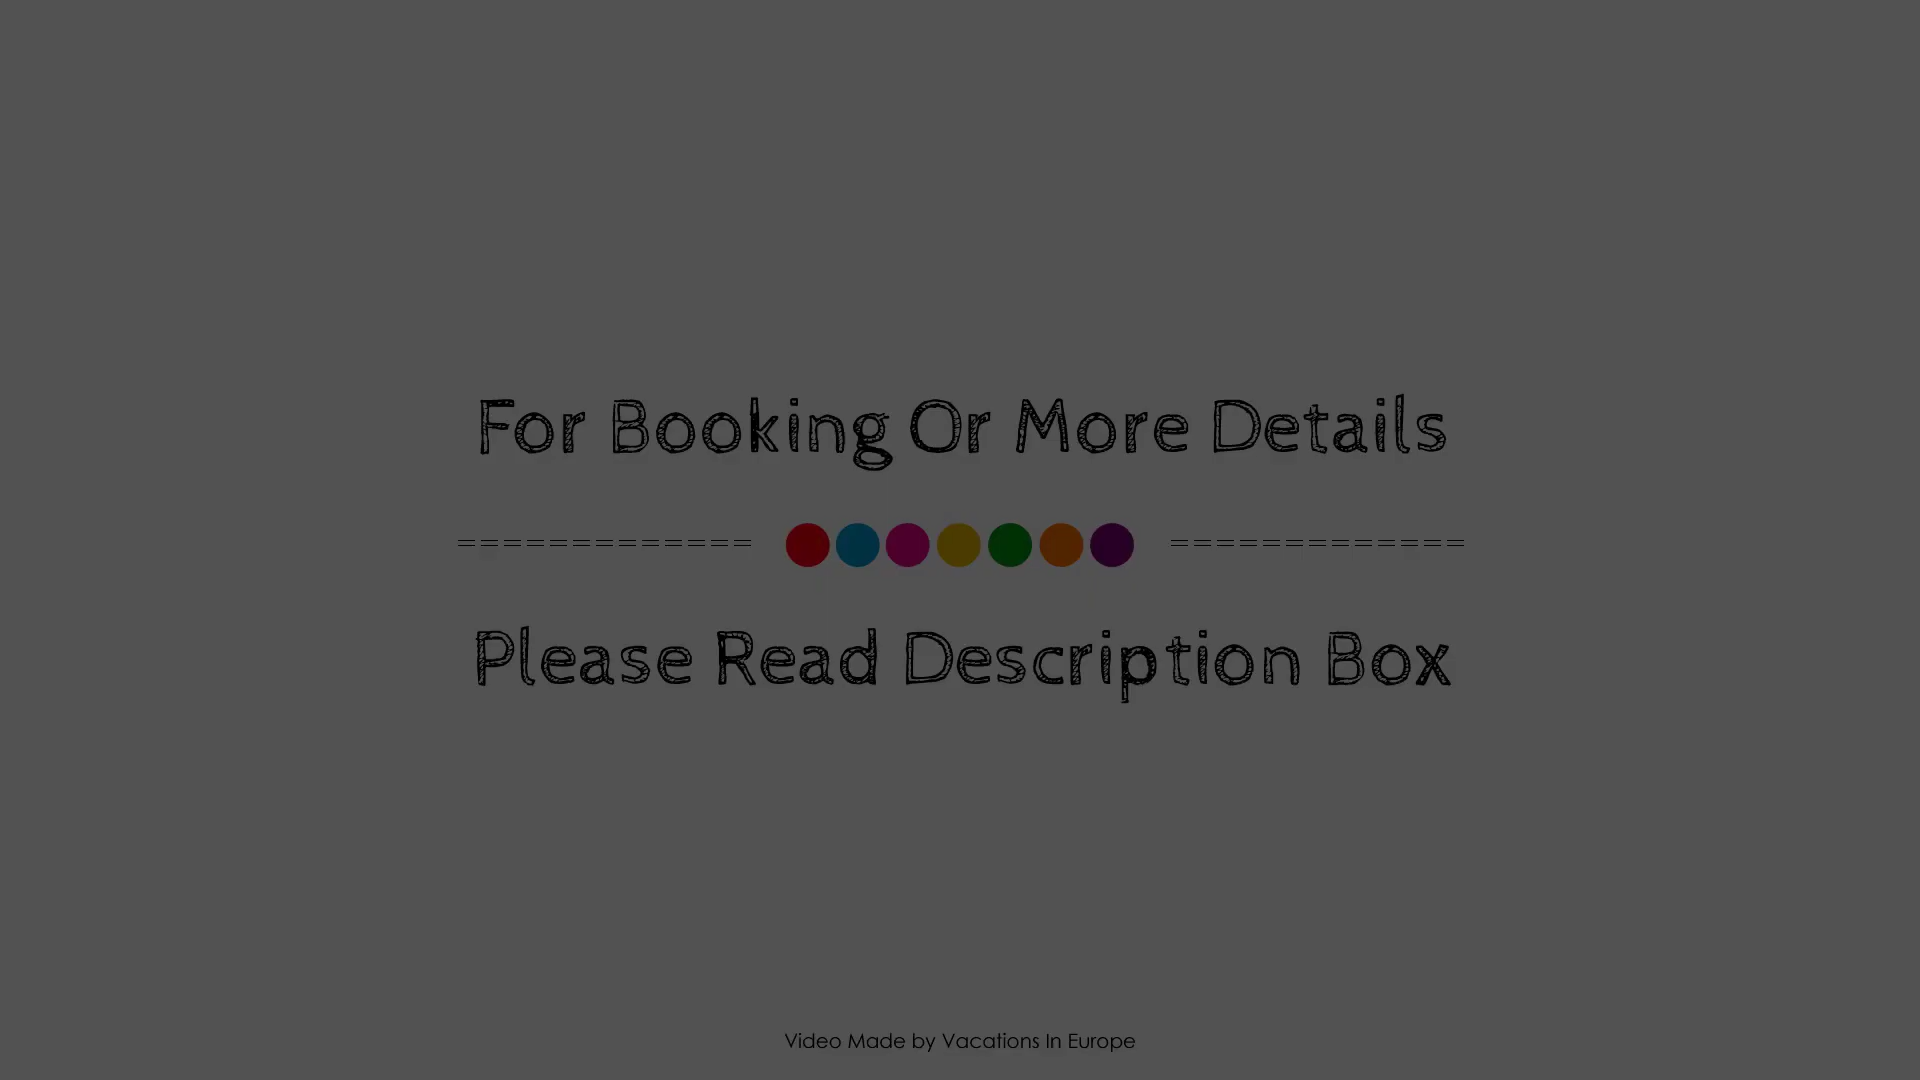 For Booking Or More Details
============= =============
Please Read Description Box
Video Made by Vacations In Europe